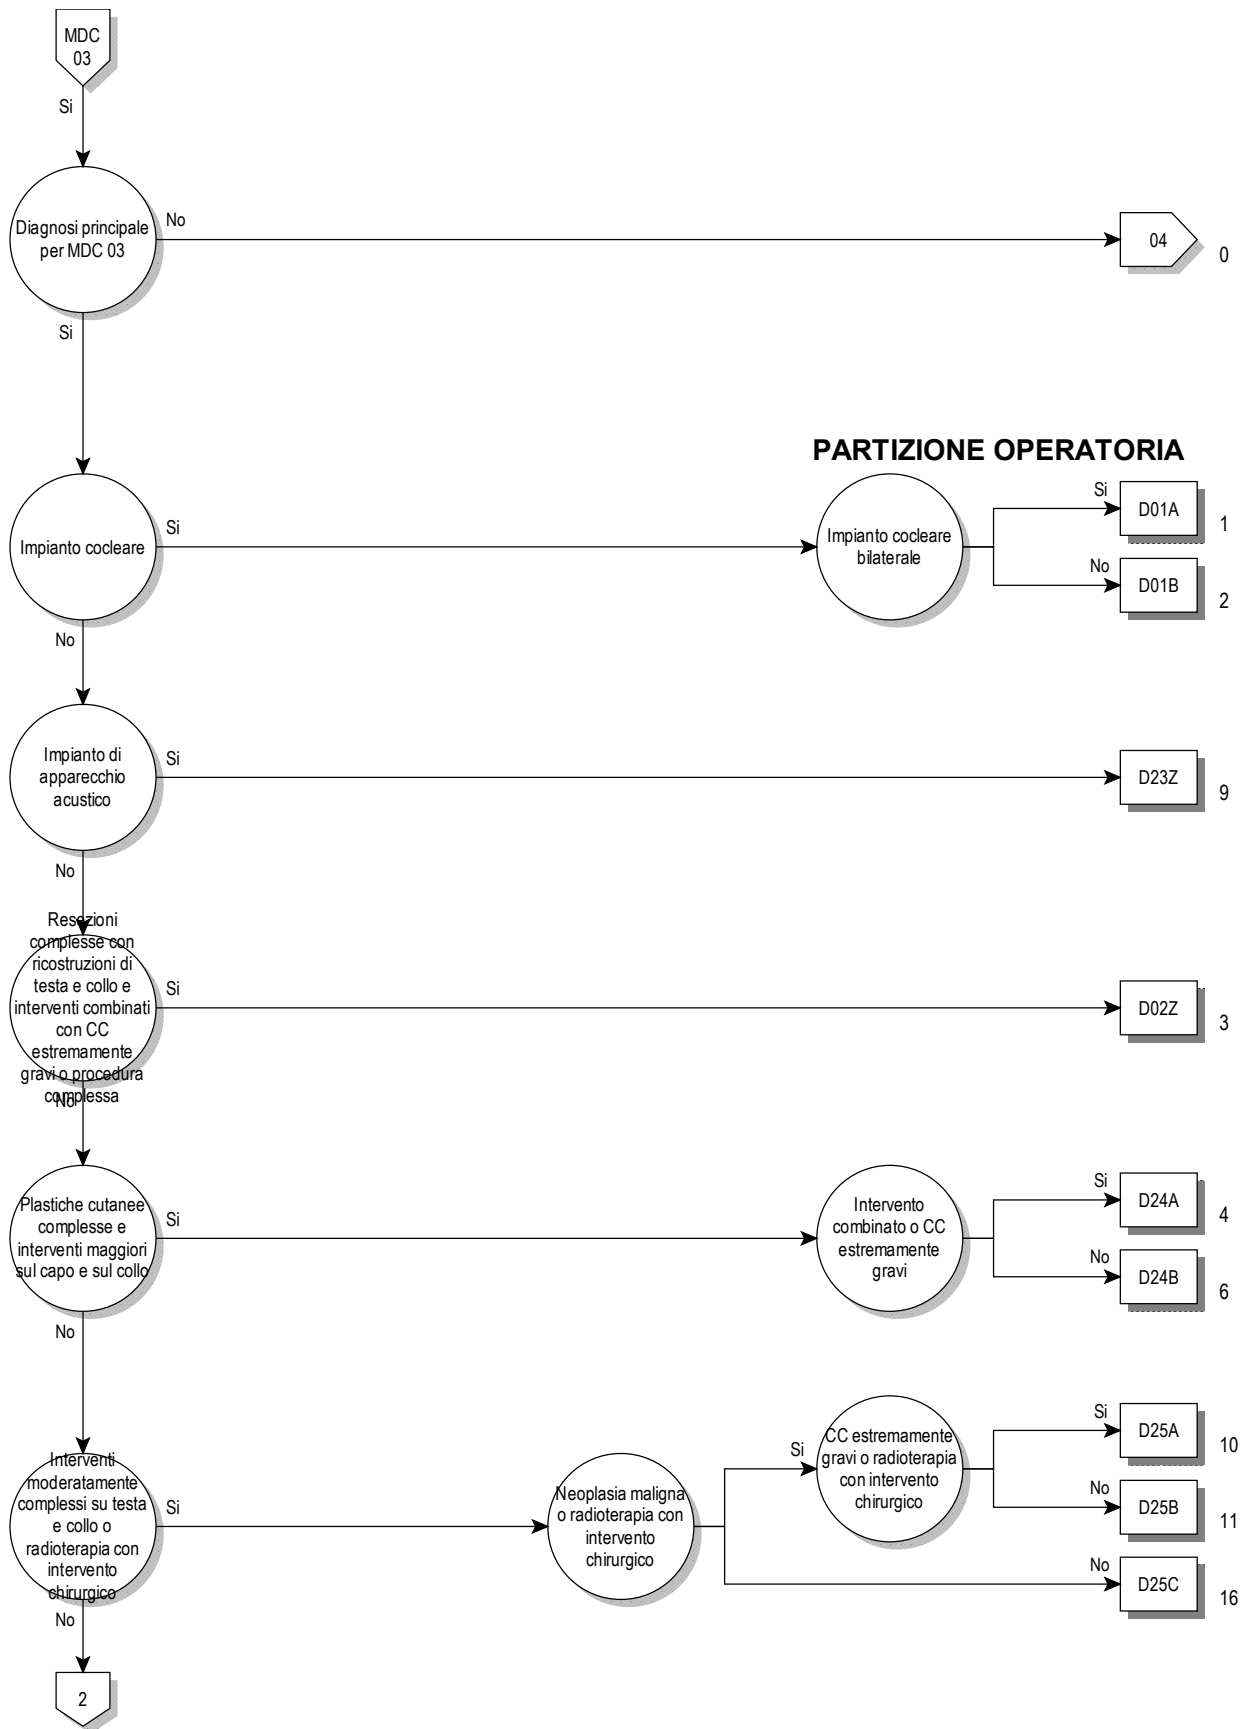 MDC
03
Si
Diagnosi principale
per MDC 03
No
04
0
Si
PARTIZIONE OPERATORIA
Impianto cocleare
Si
Impianto cocleare
bilaterale
Si
D01A
1
No
D01B
2
No
Impianto di
apparecchio
acustico
Si
D23Z
9
No
Resezioni
complesse con
ricostruzioni di
testa e collo e
interventi combinati
con CC
estremamente
gravi o procedura
complessa
Si
D02Z
3
No
Plastiche cutanee
complesse e
interventi maggiori
sul capo e sul collo
Si
Intervento
combinato o CC
estremamente
gravi
Si
D24A
4
No
D24B
6
No
Interventi
moderatamente
complessi su testa
e collo o
radioterapia con
intervento
chirurgico
Si
Neoplasia maligna
o radioterapia con
intervento
chirurgico
Si
CC estremamente
gravi o radioterapia
con intervento
chirurgico
Si
D25A
10
No
D25B
11
No
D25C
16
No
2